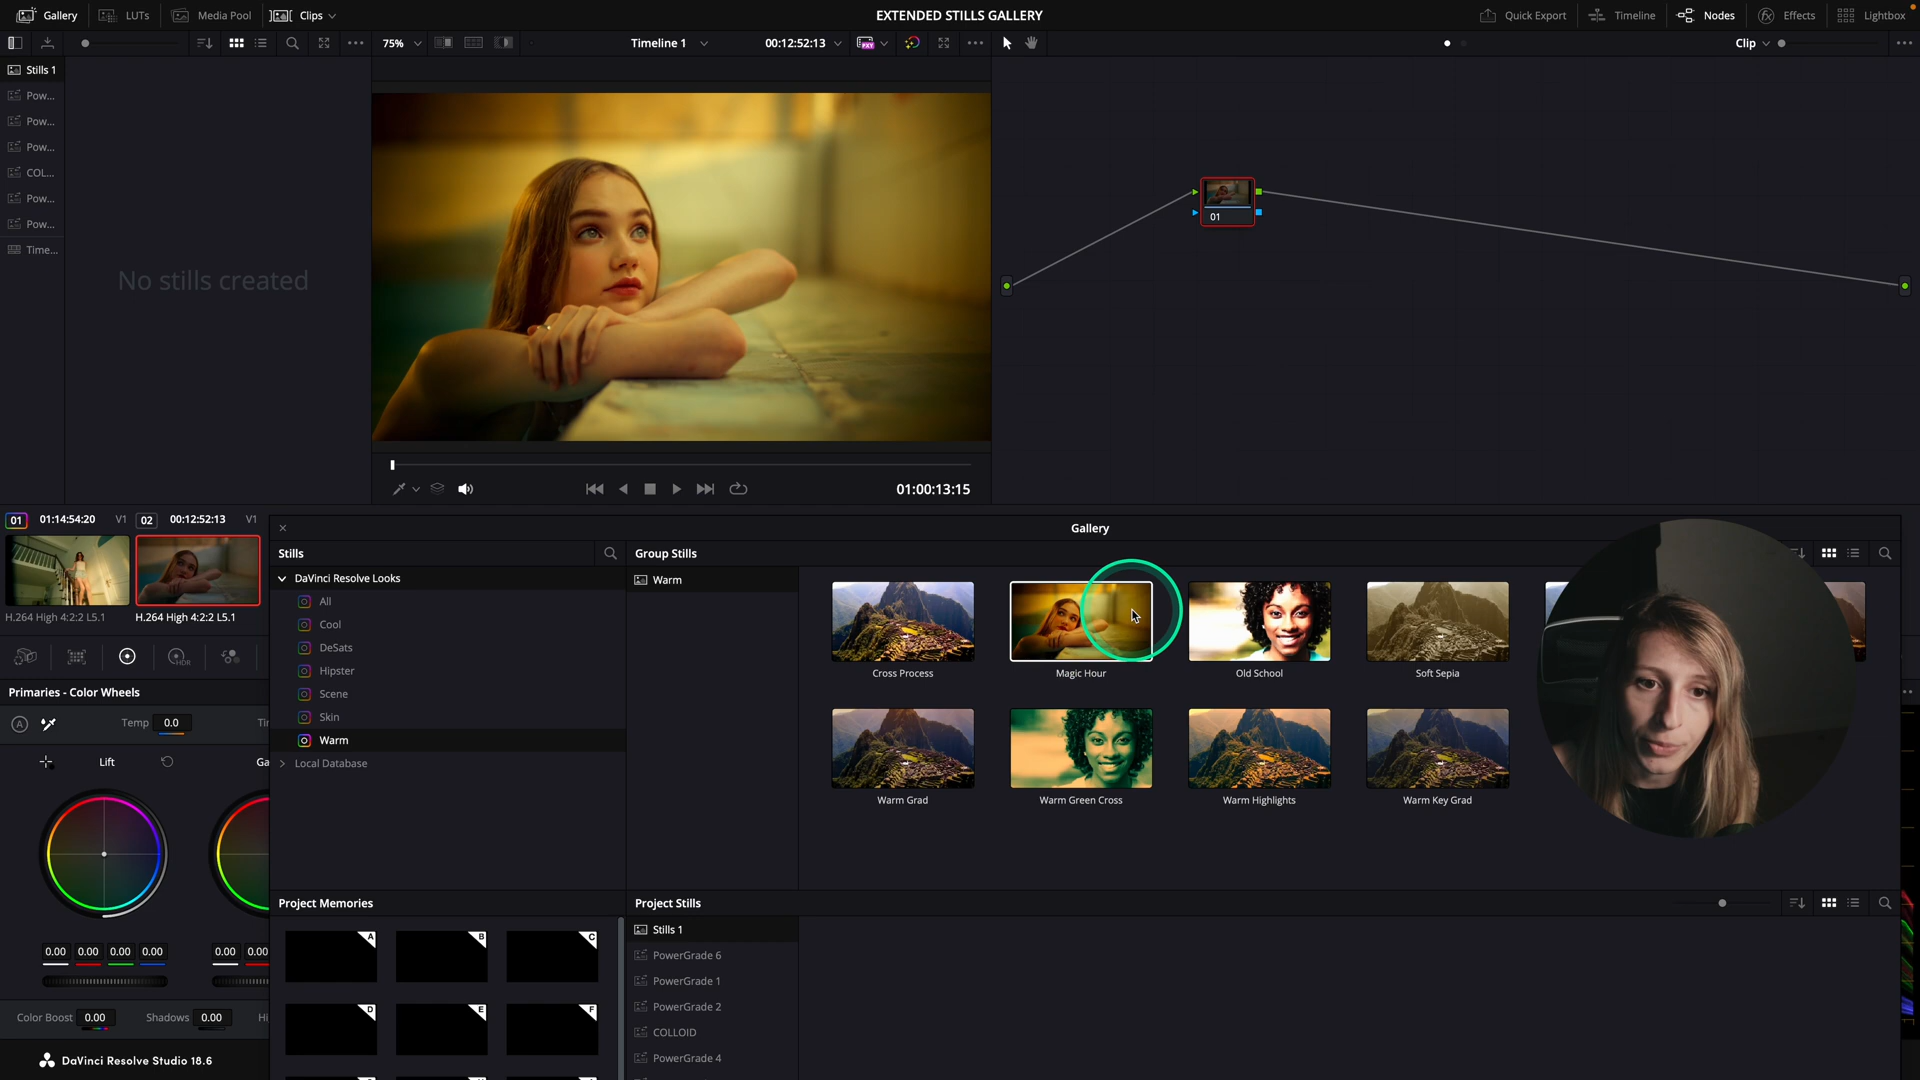 Gallery LUTs Media Pool Clips EXTENDED STILLS GALLERY Quick Export Timeline Nodes Effects Lightbox
75% Timeline 1 00:12:52:13 PXY Clip
Stills 1
Pow...
Pow...
Pow...
COL...
Pow...
Pow...
Time...
No stills created
01
01:00:13:15
01 01:14:54:20 V1 02 00:12:52:13 V1
H.264 High 4:2:2 L5.1 H.264 High 4:2:2 L5.1
Gallery
Stills Group Stills
DaVinci Resolve Looks
All
Cool
DeSats
Hipster
Scene
Skin
Warm
Local Database
Warm
Cross Process Magic Hour Old School Soft Sepia
Warm Grad Warm Green Cross Warm Highlights Warm Key Grad
HDR
Primaries - Color Wheels
A Temp 0.0
Lift
0.00 0.00 0.00 0.00 0.00 0.00
Color Boost 0.00 Shadows 0.00
DaVinci Resolve Studio 18.6
Project Memories
A B C
D E F
Project Stills
Stills 1
PowerGrade 6
PowerGrade 1
PowerGrade 2
COLLOID
PowerGrade 4